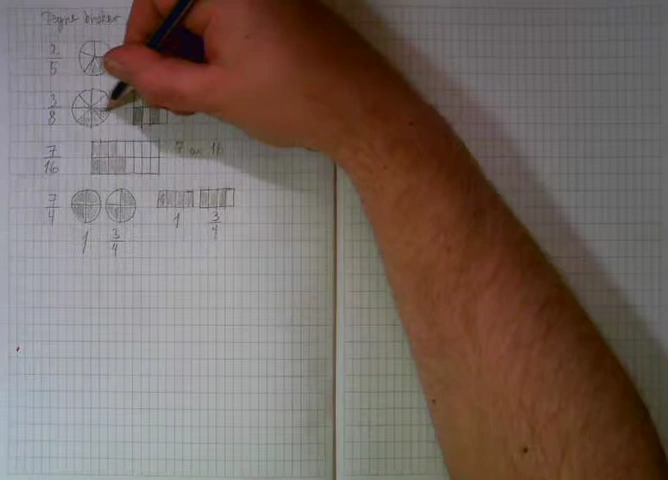 Tegne brøker
2/5
3/8
7/16 7 av 16
7/4
1 3/4 1 3/4